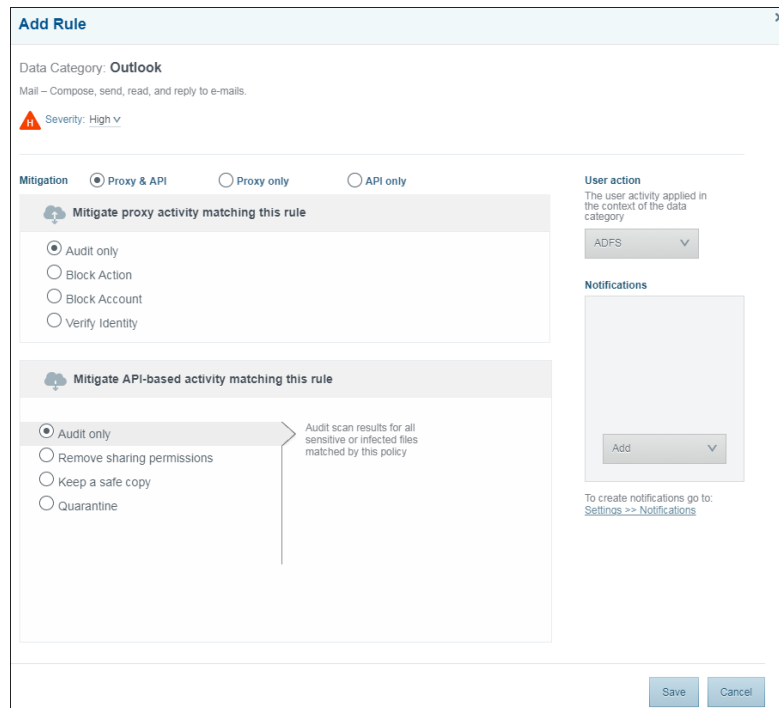 Add Rule
Data Category: Outlook
Mail – Compose, send, read, and reply to e-mails.
H Severity: High
Mitigation Proxy & API Proxy only API only
Mitigate proxy activity matching this rule
Audit only
Block Action
Block Account
Verify Identity
Mitigate API-based activity matching this rule
Audit only
Remove sharing permissions
Keep a safe copy
Quarantine
Audit scan results for all
sensitive or infected files
matched by this policy
User action
The user activity applied in
the context of the data
category
ADFS
Notifications
Add
To create notifications go to:
Settings >> Notifications
Save Cancel